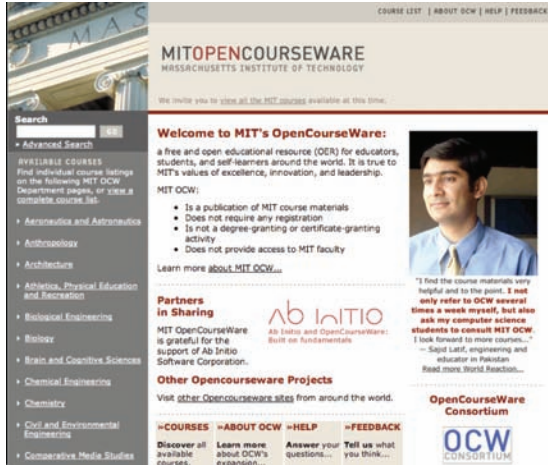 COURSE LIST | ABOUT OCW | HELP | FEEDBACK
MAS
MITOPENCOURSEWARE
MASSACHUSETTS INSTITUTE OF TECHNOLOGY
We invite you to view all the MIT courses available at this time.
Search
GO
Advanced Search
AVAILABLE COURSES
Find individual course listings
on the following MIT OCW
Department pages, or view a
complete course list.
Aeronautics and Astronautics
Anthropology
Architecture
Athletics, Physical Education
and Recreation
Biological Engineering
Biology
Brain and Cognitive Sciences
Chemical Engineering
Chemistry
Civil and Environmental
Engineering
Comparative Media Studies
Welcome to MIT's OpenCourseWare:
a free and open educational resource (OER) for educators,
students, and self-learners around the world. It is true to
MIT's values of excellence, innovation, and leadership.
MIT OCW:
• Is a publication of MIT course materials
• Does not require any registration
• Is not a degree-granting or certificate-granting
activity
• Does not provide access to MIT faculty
Learn more about MIT OCW...
Partners
in Sharing
MIT OpenCourseWare
is grateful for the
support of Ab Initio
Software Corporation.
Ab Initio
Ab Initio and OpenCourseWare:
Built on fundamentals
Other Opencourseware Projects
Visit other Opencourseware sites from around the world.
»COURSES
Discover all
available
courses.
»ABOUT OCW
Learn more
about OCW's
expansion...
»HELP
Answer your
questions...
»FEEDBACK
Tell us what
you think...
"I find the course materials very
helpful and to the point. I not
only refer to OCW several
times a week myself, but also
ask my computer science
students to consult MIT OCW.
I look forward to more courses..."
— Sajid Latif, engineering and
educator in Pakistan
Read more World Reaction...
OpenCourseWare
Consortium
OCW
CONSORTIUM